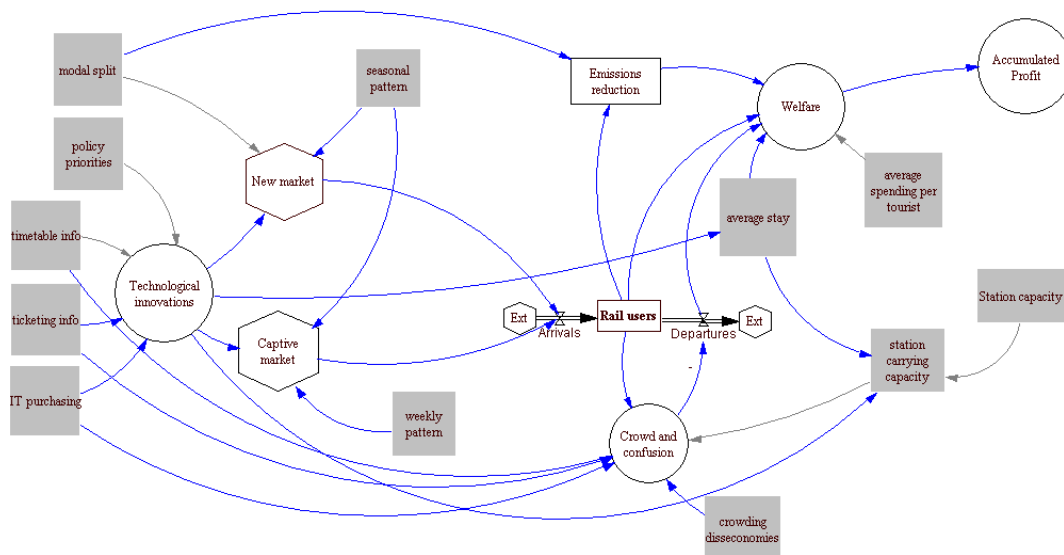 modal split
seasonal
pattern
Emissions
reduction
Accumulated
Profit
Welfare
policy
priorities
New market
average
spending per
tourist
average stay
timetable info
Technological
innovations
Station capacity
ticketing info
Ext
Rail users
Ext
Arrivals
Departures
Captive
market
station
carrying
capacity
-
IT purchasing
weekly
pattern
Crowd and
confusion
crowding
disseconomies